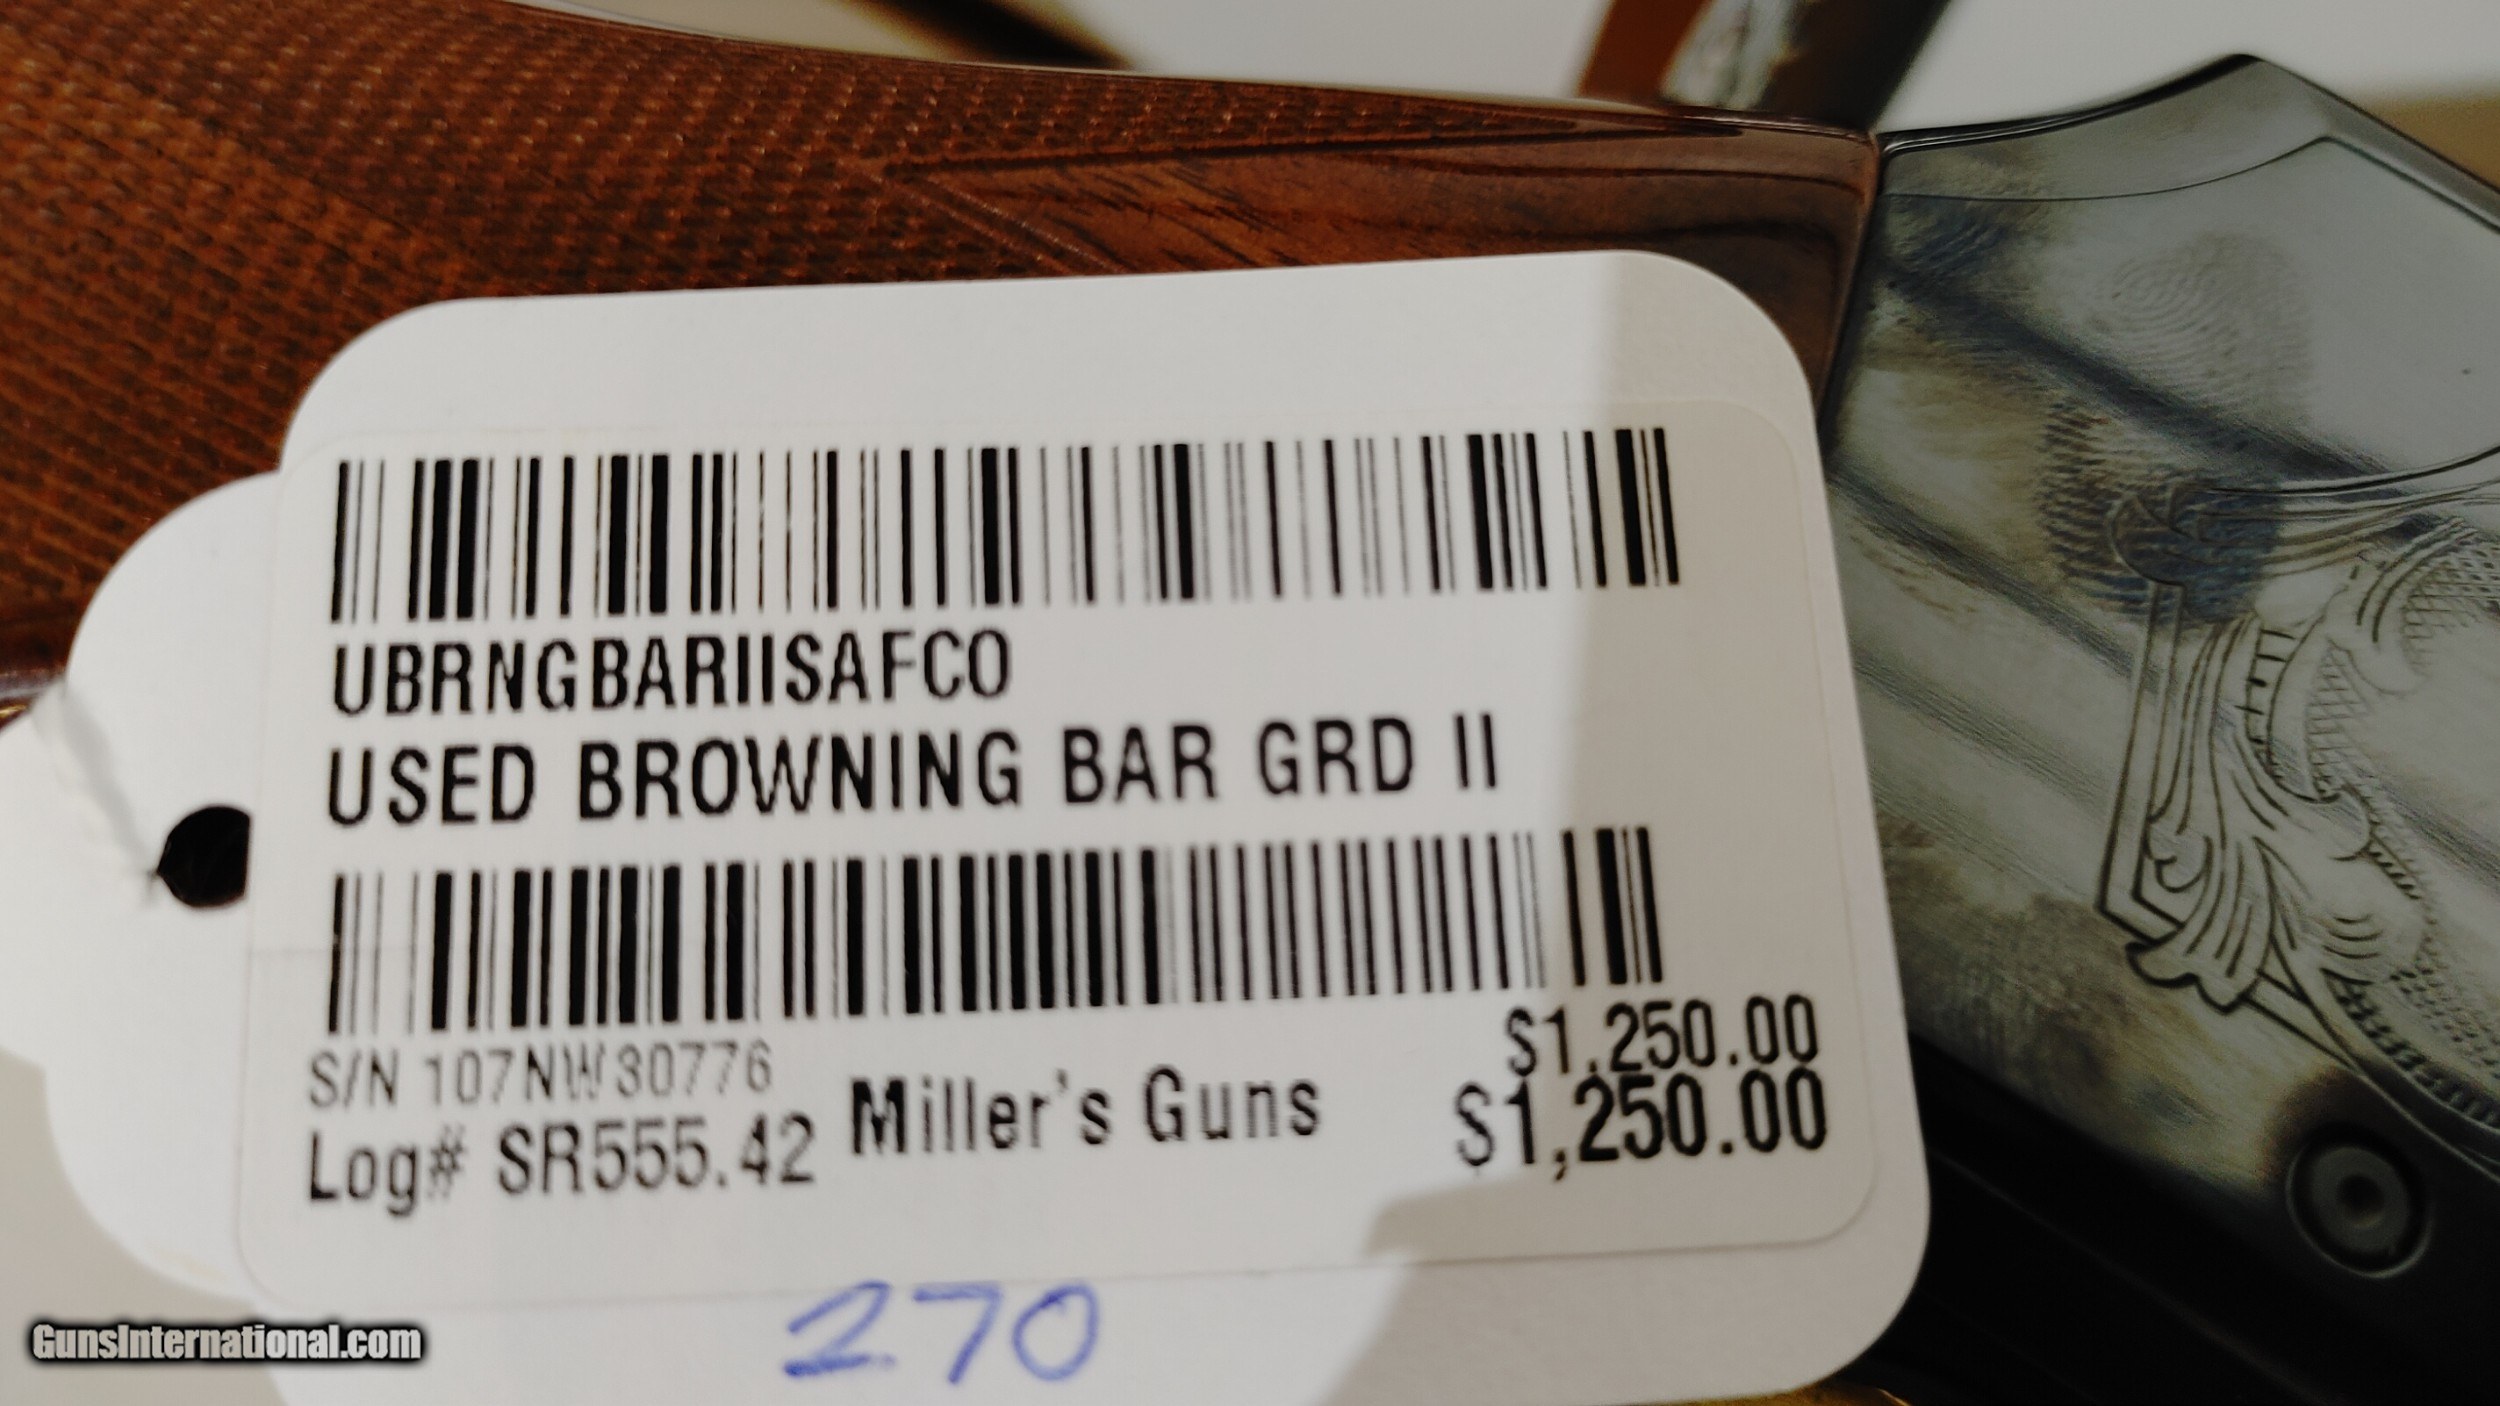 UBRNGBARIISAFCO
USED BROWNING BAR GRD II
$1,250.00
S/N 107NW30776
Miller's Guns
$1,250.00
Log# SR555.42
270
GunsInternational.com